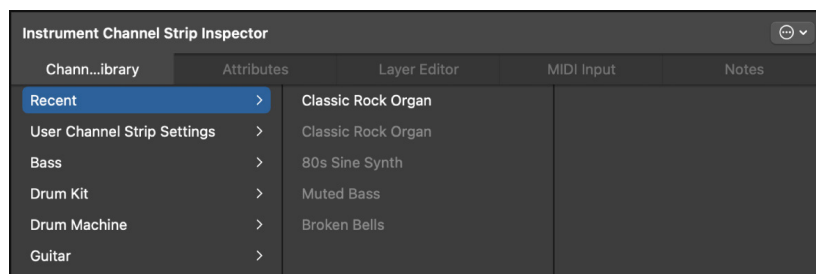 Instrument Channel Strip Inspector
Chann...ibrary
Attributes
Layer Editor
MIDI Input
Notes
Recent
User Channel Strip Settings
Bass
Drum Kit
Drum Machine
Guitar
Classic Rock Organ
Classic Rock Organ
80s Sine Synth
Muted Bass
Broken Bells